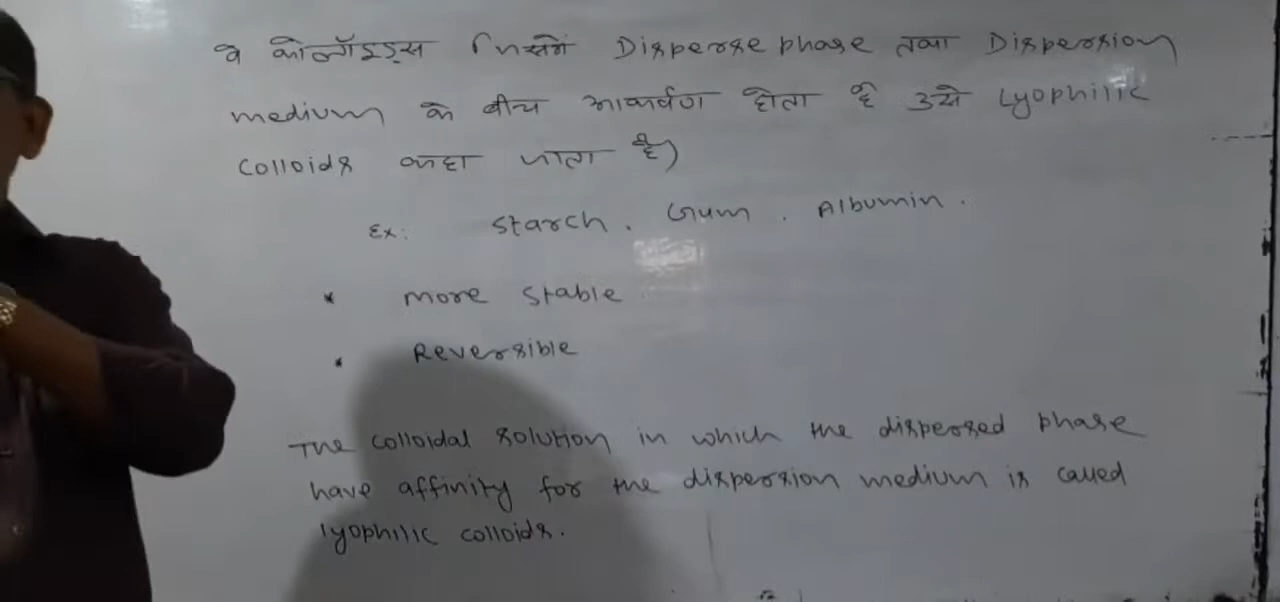 वे कोलॉइड्स जिसमें Disperse phase तथा Dispersion
medium के बीच आकर्षण होता है उसे Lyophilic
Colloids कहा जाता है)
Ex: Starch. Gum. Albumin.
* More Stable
* Reversible
The colloidal solution in which the dispersed phase
have affinity for the dispersion medium is called
lyophilic colloids.